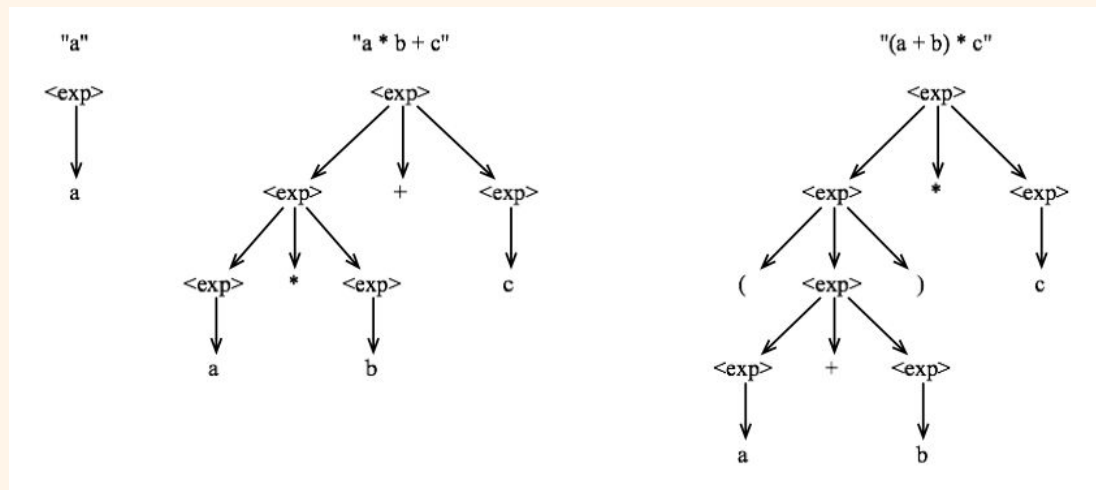 "a" "a * b + c" "(a + b) * c"
<exp> <exp> <exp>
a <exp> + <exp> <exp> * <exp>
<exp> * <exp> c ( <exp> ) c
a b <exp> + <exp>
a b